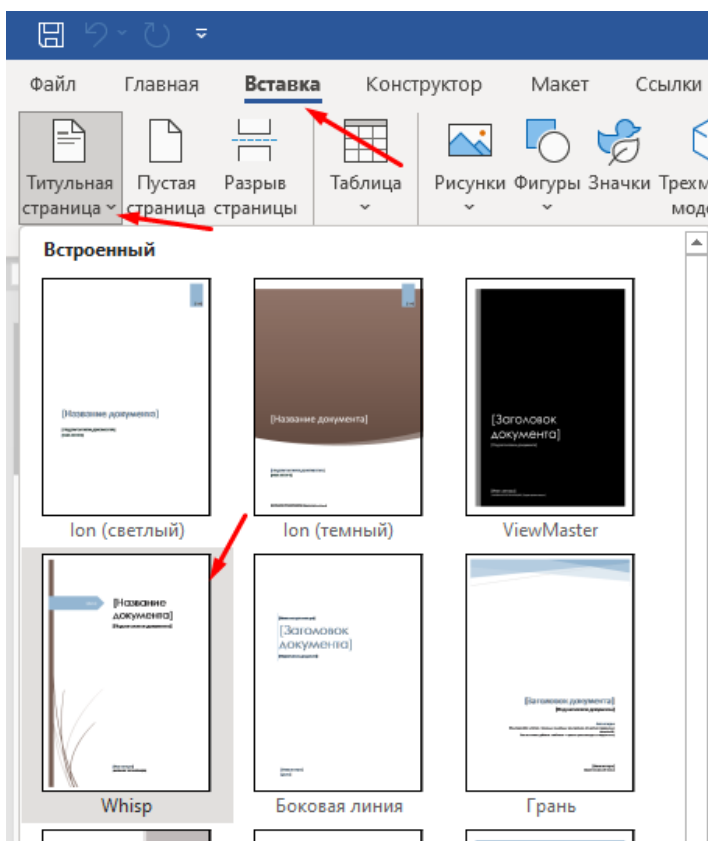 Файл Главная Вставка Конструктор Макет Ссылки
Титульная страница
Пустая страница
Разрыв страницы
Таблица
Рисунки
Фигуры
Значки
Встроенный
[Название документа]
[Название документа]
[Заголовок
документа]
Ion (светлый)
Ion (темный)
ViewMaster
[Название
документа]
[Заголовок
документа]
[Заголовок документа]
Whisp
Боковая линия
Грань